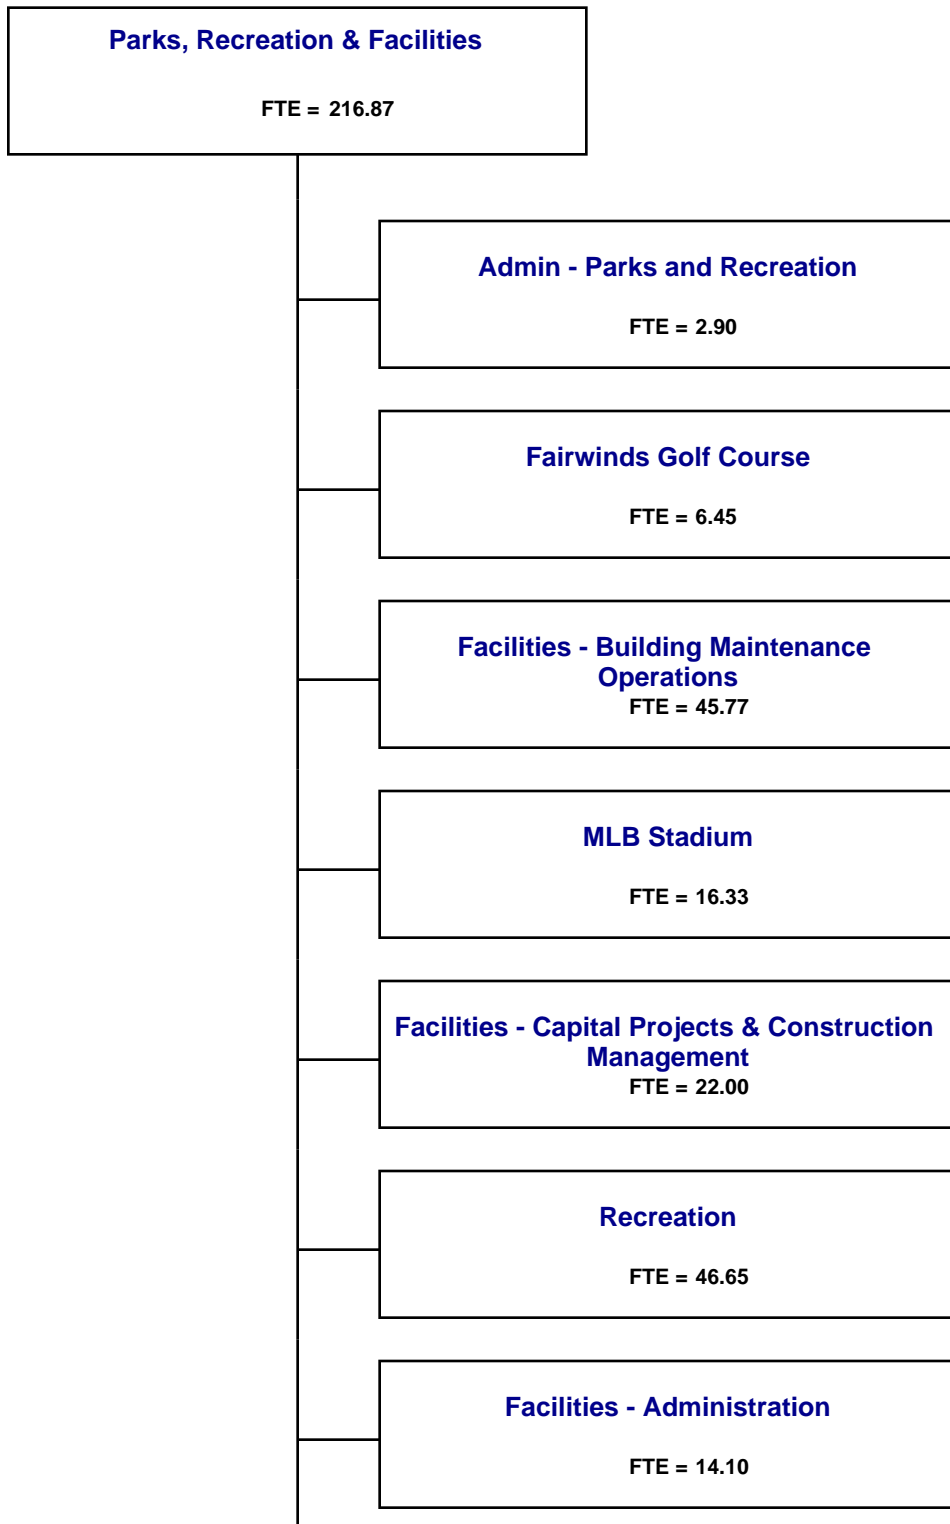 Parks, Recreation & Facilities
FTE = 216.87
Admin - Parks and Recreation
FTE = 2.90
Fairwinds Golf Course
FTE = 6.45
Facilities - Building Maintenance
Operations
FTE = 45.77
MLB Stadium
FTE = 16.33
Facilities - Capital Projects & Construction
Management
FTE = 22.00
Recreation
FTE = 46.65
Facilities - Administration
FTE = 14.10